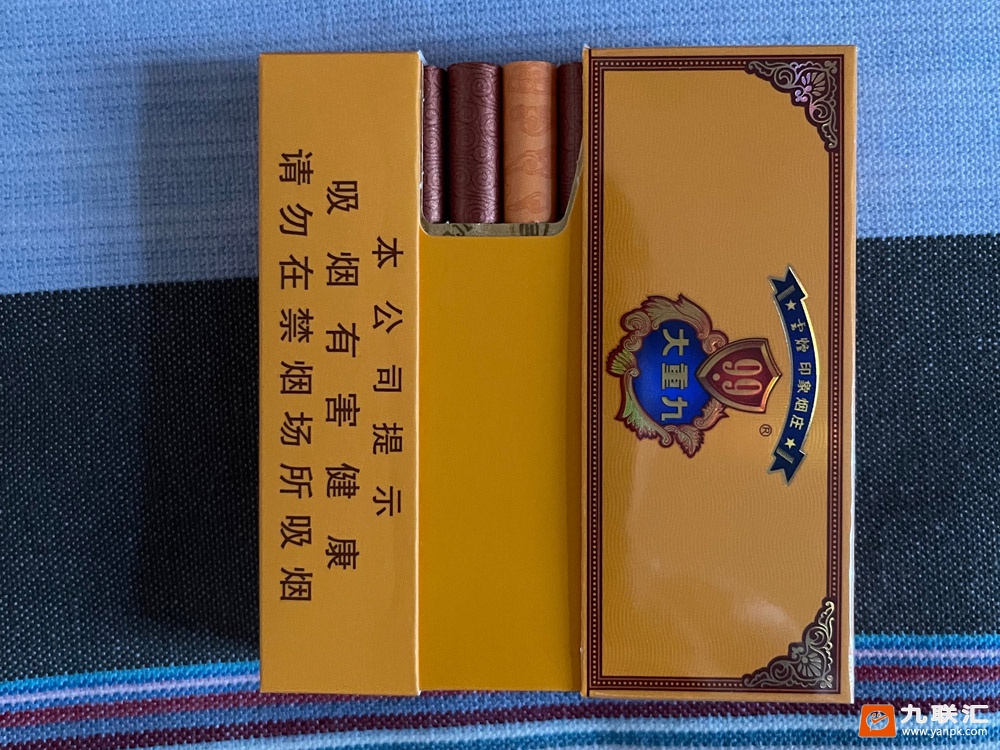 本公司提示
吸烟有害健康
请勿在禁烟场所吸烟
云烟 印象烟庄
99
大重九
®
九联汇
www.yanpk.com